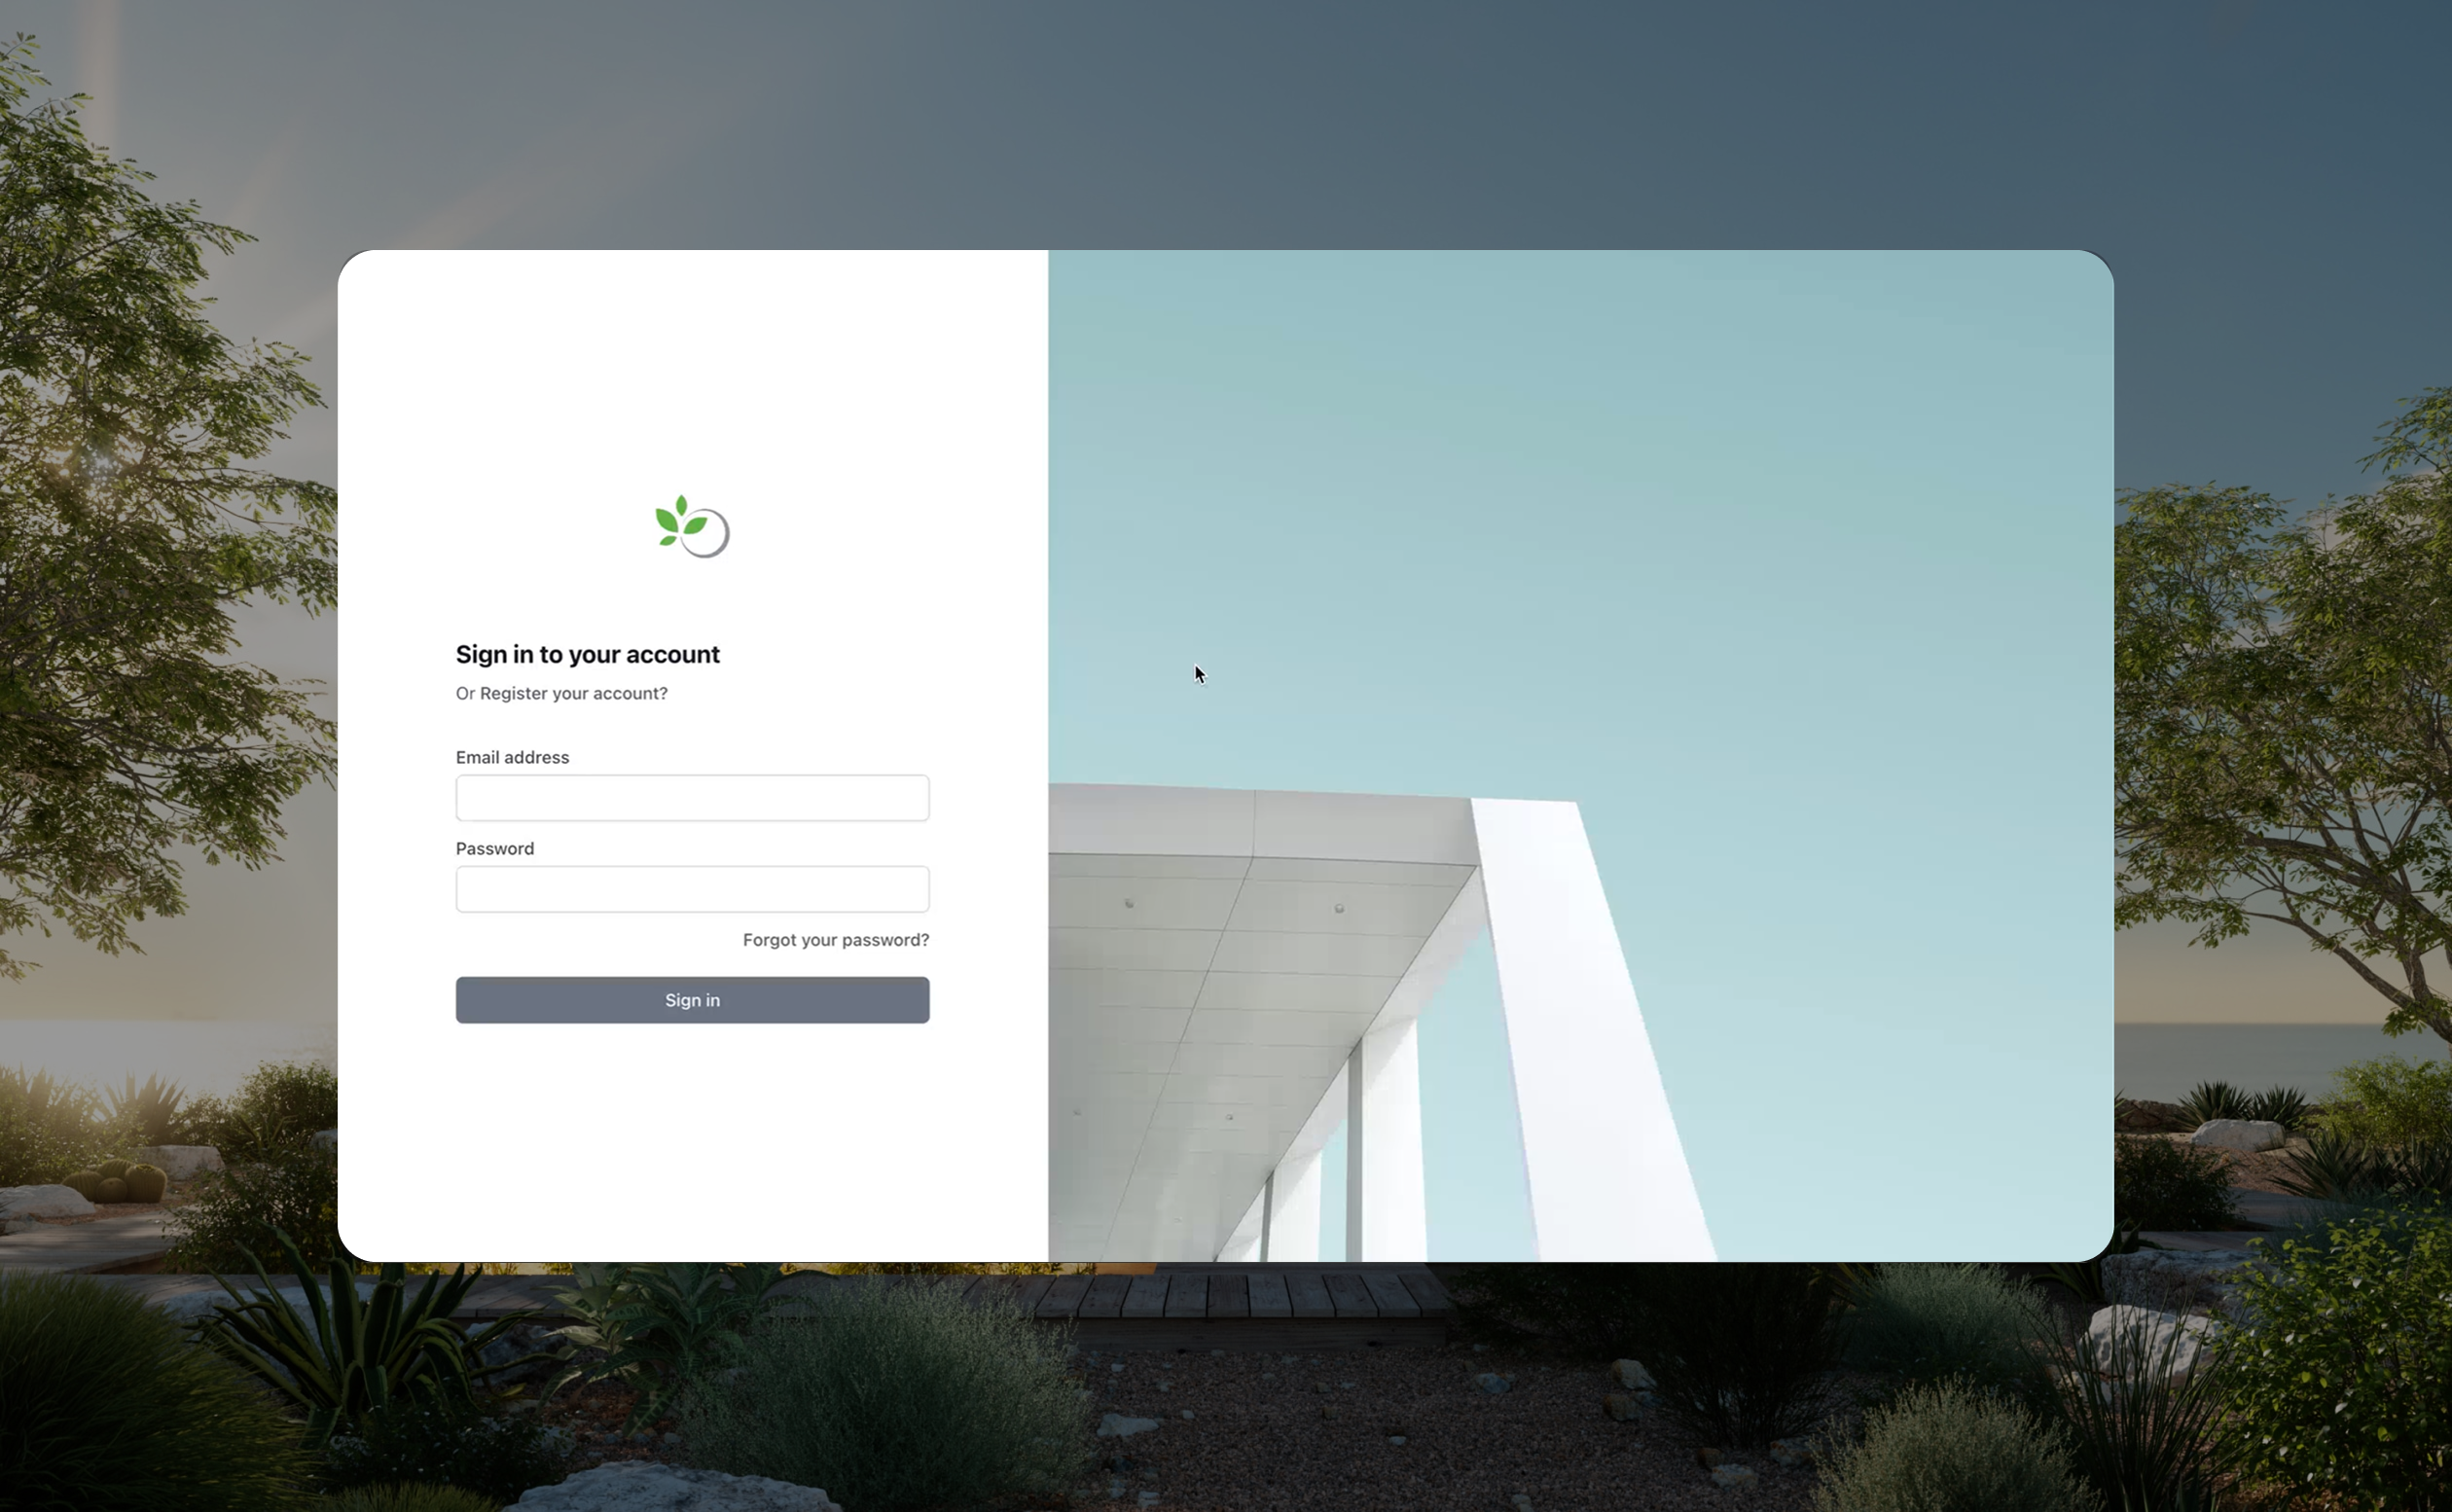 Sign in to your account
Or Register your account?
Email address
Password
Forgot your password?
Sign in